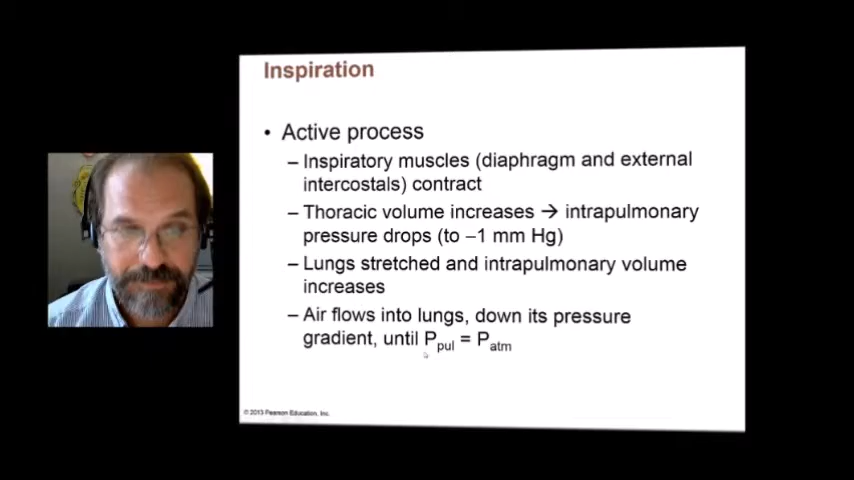 Inspiration
• Active process
– Inspiratory muscles (diaphragm and external
intercostals) contract
– Thoracic volume increases → intrapulmonary
pressure drops (to –1 mm Hg)
– Lungs stretched and intrapulmonary volume
increases
– Air flows into lungs, down its pressure
gradient, until Ppul = Patm
© 2013 Pearson Education, Inc.